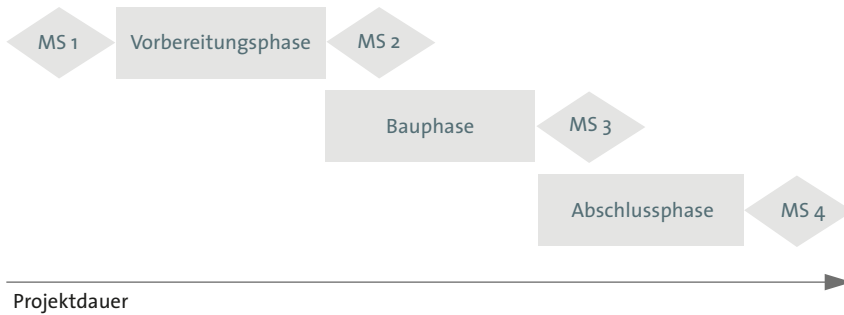 MS 1
Vorbereitungsphase
MS 2
Bauphase
MS 3
Abschlussphase
MS 4
Projektdauer